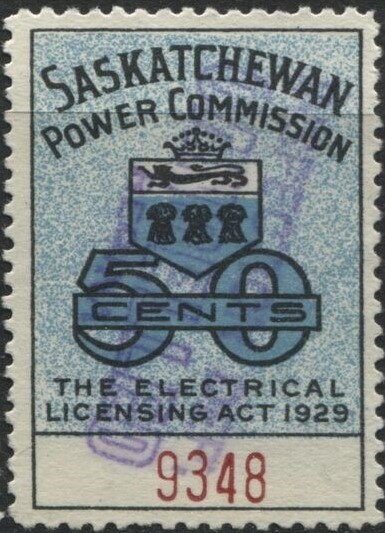 SASKATCHEWAN
POWER COMMISSION
50
CENTS
THE ELECTRICAL
LICENSING ACT 1929
9348